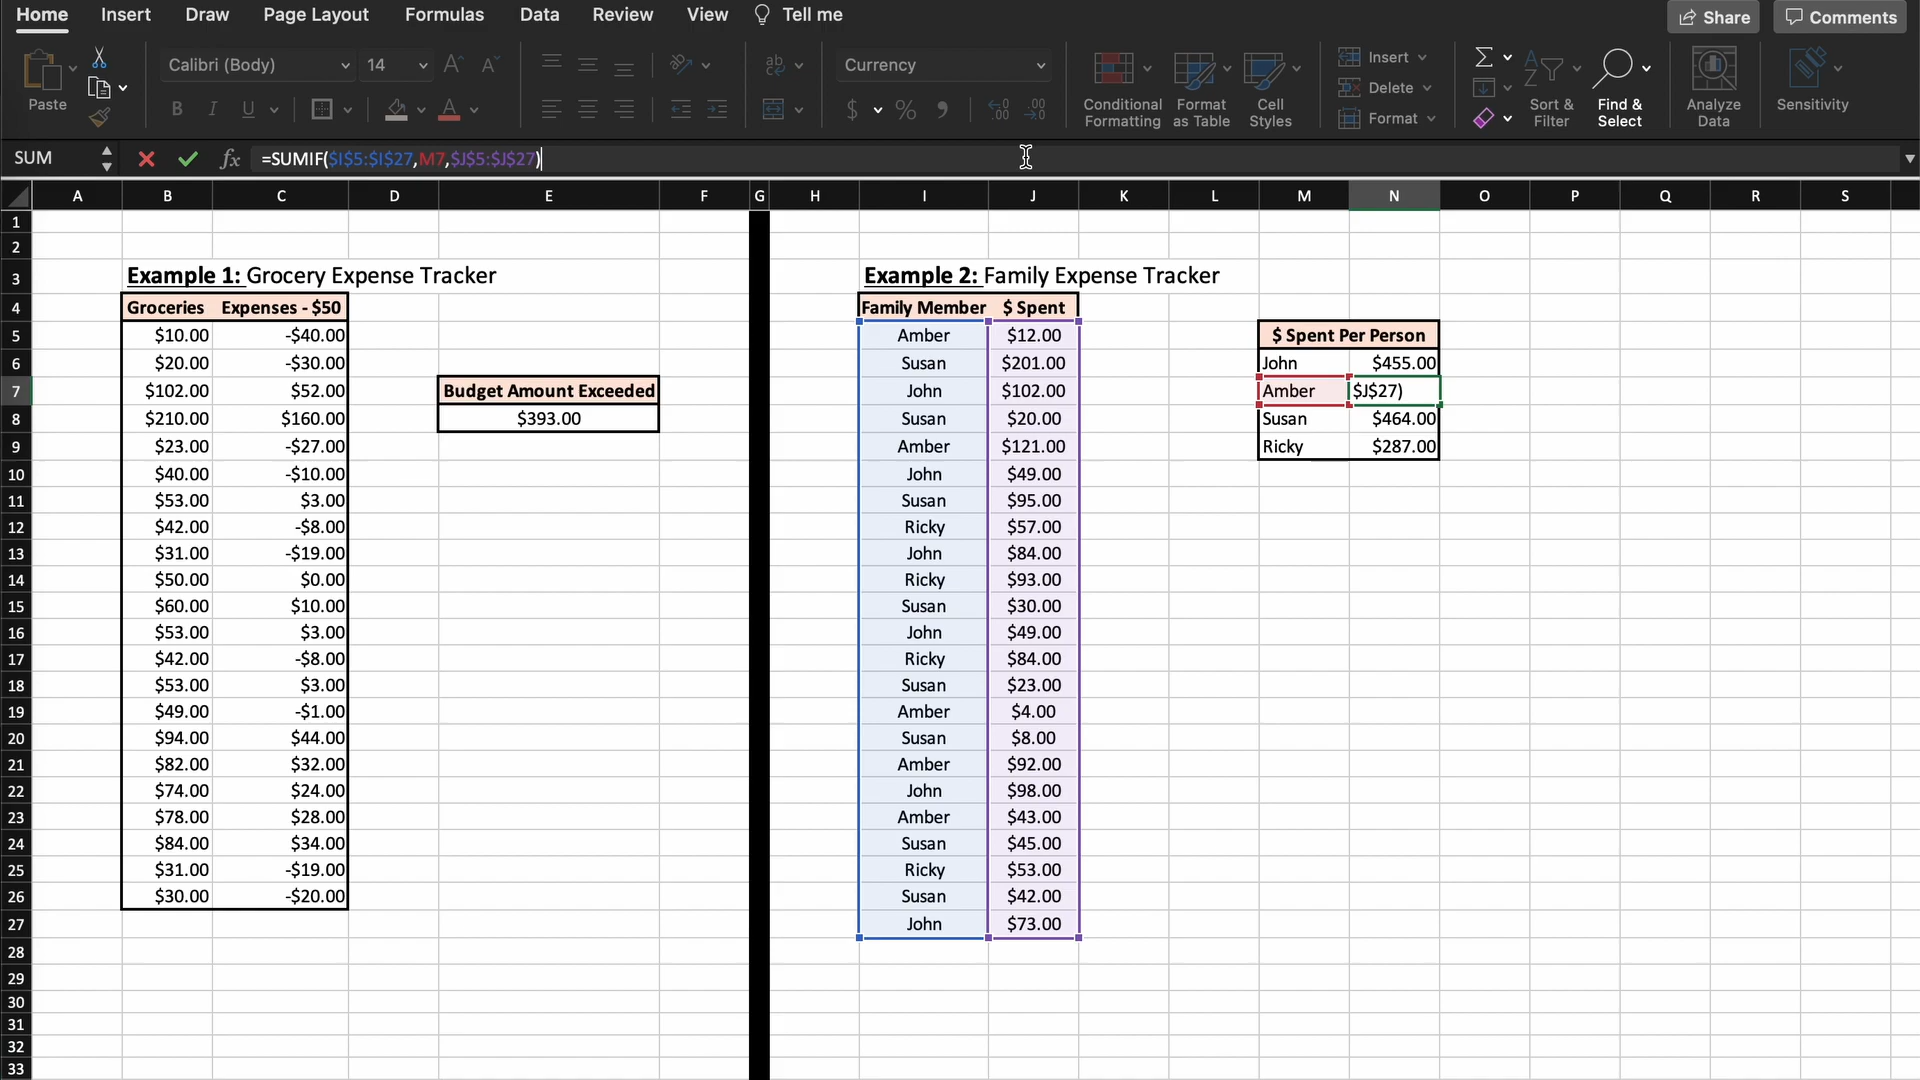 Home Insert Draw Page Layout Formulas Data Review View Tell me Share Comments
Paste Calibri (Body) 14 Currency Conditional Formatting Format as Table Cell Styles Insert Delete Format Sort & Filter Find & Select Analyze Data Sensitivity
SUM fx =SUMIF($I$5:$I$27,M7,$J$5:$J$27)
A B C D E F G H I J K L M N O P Q R S
1
2
3 Example 1: Grocery Expense Tracker Example 2: Family Expense Tracker
4 Groceries Expenses - $50 Family Member $ Spent
5 $10.00 -$40.00 Amber $12.00 $ Spent Per Person
6 $20.00 -$30.00 Susan $201.00 John $455.00
7 $102.00 $52.00 Budget Amount Exceeded John $102.00 Amber $J$27)
8 $210.00 $160.00 $393.00 Susan $20.00 Susan $464.00
9 $23.00 -$27.00 Amber $121.00 Ricky $287.00
10 $40.00 -$10.00 John $49.00
11 $53.00 $3.00 Susan $95.00
12 $42.00 -$8.00 Ricky $57.00
13 $31.00 -$19.00 John $84.00
14 $50.00 $0.00 Ricky $93.00
15 $60.00 $10.00 Susan $30.00
16 $53.00 $3.00 John $49.00
17 $42.00 -$8.00 Ricky $84.00
18 $53.00 $3.00 Susan $23.00
19 $49.00 -$1.00 Amber $4.00
20 $94.00 $44.00 Susan $8.00
21 $82.00 $32.00 Amber $92.00
22 $74.00 $24.00 John $98.00
23 $78.00 $28.00 Amber $43.00
24 $84.00 $34.00 Susan $45.00
25 $31.00 -$19.00 Ricky $53.00
26 $30.00 -$20.00 Susan $42.00
27 John $73.00
28
29
30
31
32
33